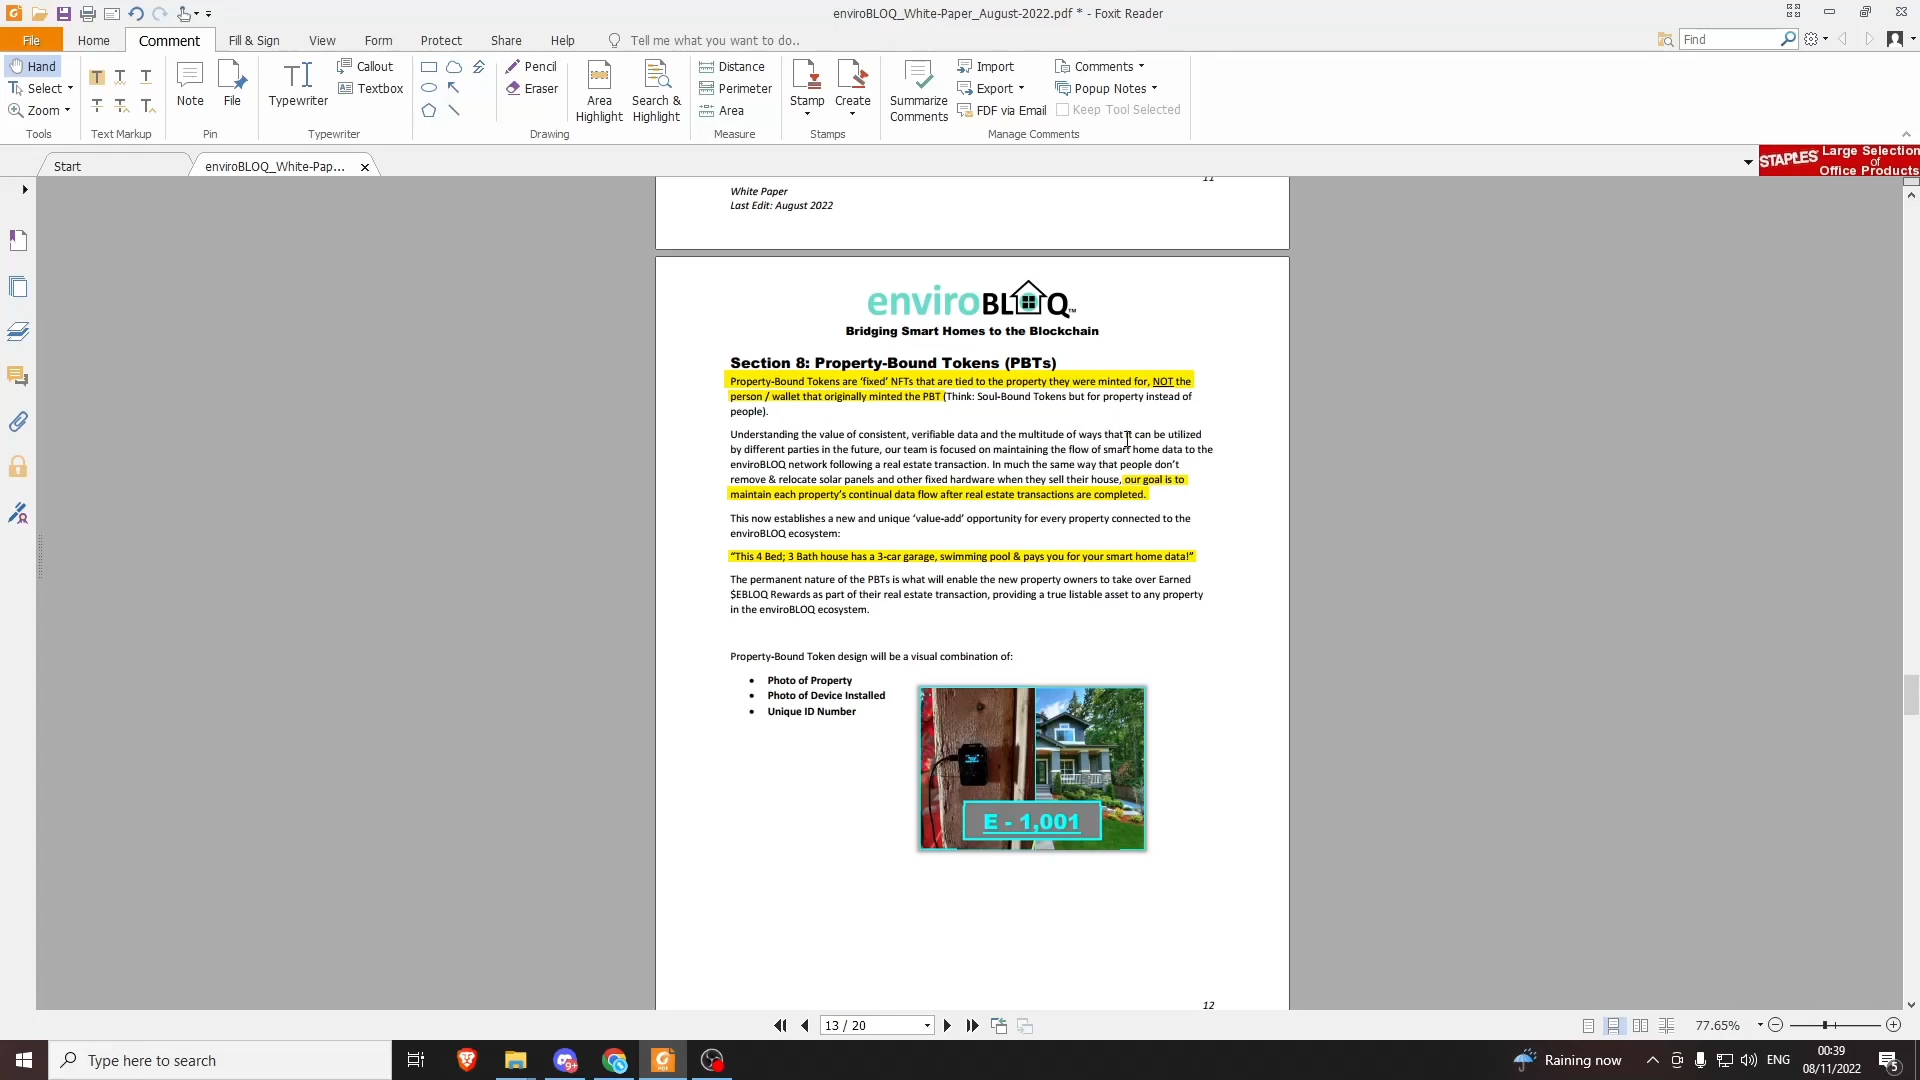 enviroBLOQ_White-Paper_August-2022.pdf * - Foxit Reader
File Home Comment Fill & Sign View Form Protect Share Help Tell me what you want to do.. Find
Hand
Select
Zoom
Tools
Text Markup
Note File
Pin
Typewriter
Callout
Textbox
Typewriter
Pencil
Eraser
Area Highlight
Search & Highlight
Drawing
Distance
Perimeter
Area
Measure
Stamp Create
Stamps
Summarize Comments
Import
Export
FDF via Email
Comments
Popup Notes
Keep Tool Selected
Manage Comments
Start enviroBLOQ_White-Pap...
STAPLES Large Selection
of
Office Products
11
White Paper
Last Edit: August 2022
enviroBLOQ™
Bridging Smart Homes to the Blockchain
Section 8: Property-Bound Tokens (PBTs)
Property-Bound Tokens are ‘fixed’ NFTs that are tied to the property they were minted for, NOT the
person / wallet that originally minted the PBT (Think: Soul-Bound Tokens but for property instead of
people).
Understanding the value of consistent, verifiable data and the multitude of ways that it can be utilized
by different parties in the future, our team is focused on maintaining the flow of smart home data to the
enviroBLOQ network following a real estate transaction. In much the same way that people don’t
remove & relocate solar panels and other fixed hardware when they sell their house, our goal is to
maintain each property’s continual data flow after real estate transactions are completed.
This now establishes a new and unique ‘value-add’ opportunity for every property connected to the
enviroBLOQ ecosystem:
“This 4 Bed; 3 Bath house has a 3-car garage, swimming pool & pays you for your smart home data!”
The permanent nature of the PBTs is what will enable the new property owners to take over Earned
$EBLOQ Rewards as part of their real estate transaction, providing a true listable asset to any property
in the enviroBLOQ ecosystem.
Property-Bound Token design will be a visual combination of:
• Photo of Property
• Photo of Device Installed
• Unique ID Number
E - 1,001
12
13 / 20
77.65%
Type here to search
9+
Raining now
ENG
00:39
08/11/2022
5